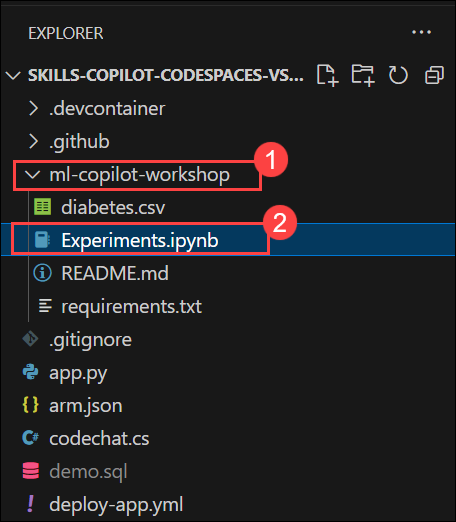 EXPLORER
SKILLS-COPILOT-CODESPACES-VS...
.devcontainer
.github
ml-copilot-workshop 1
diabetes.csv
Experiments.ipynb 2
README.md
requirements.txt
.gitignore
app.py
arm.json
codechat.cs
demo.sql
deploy-app.yml